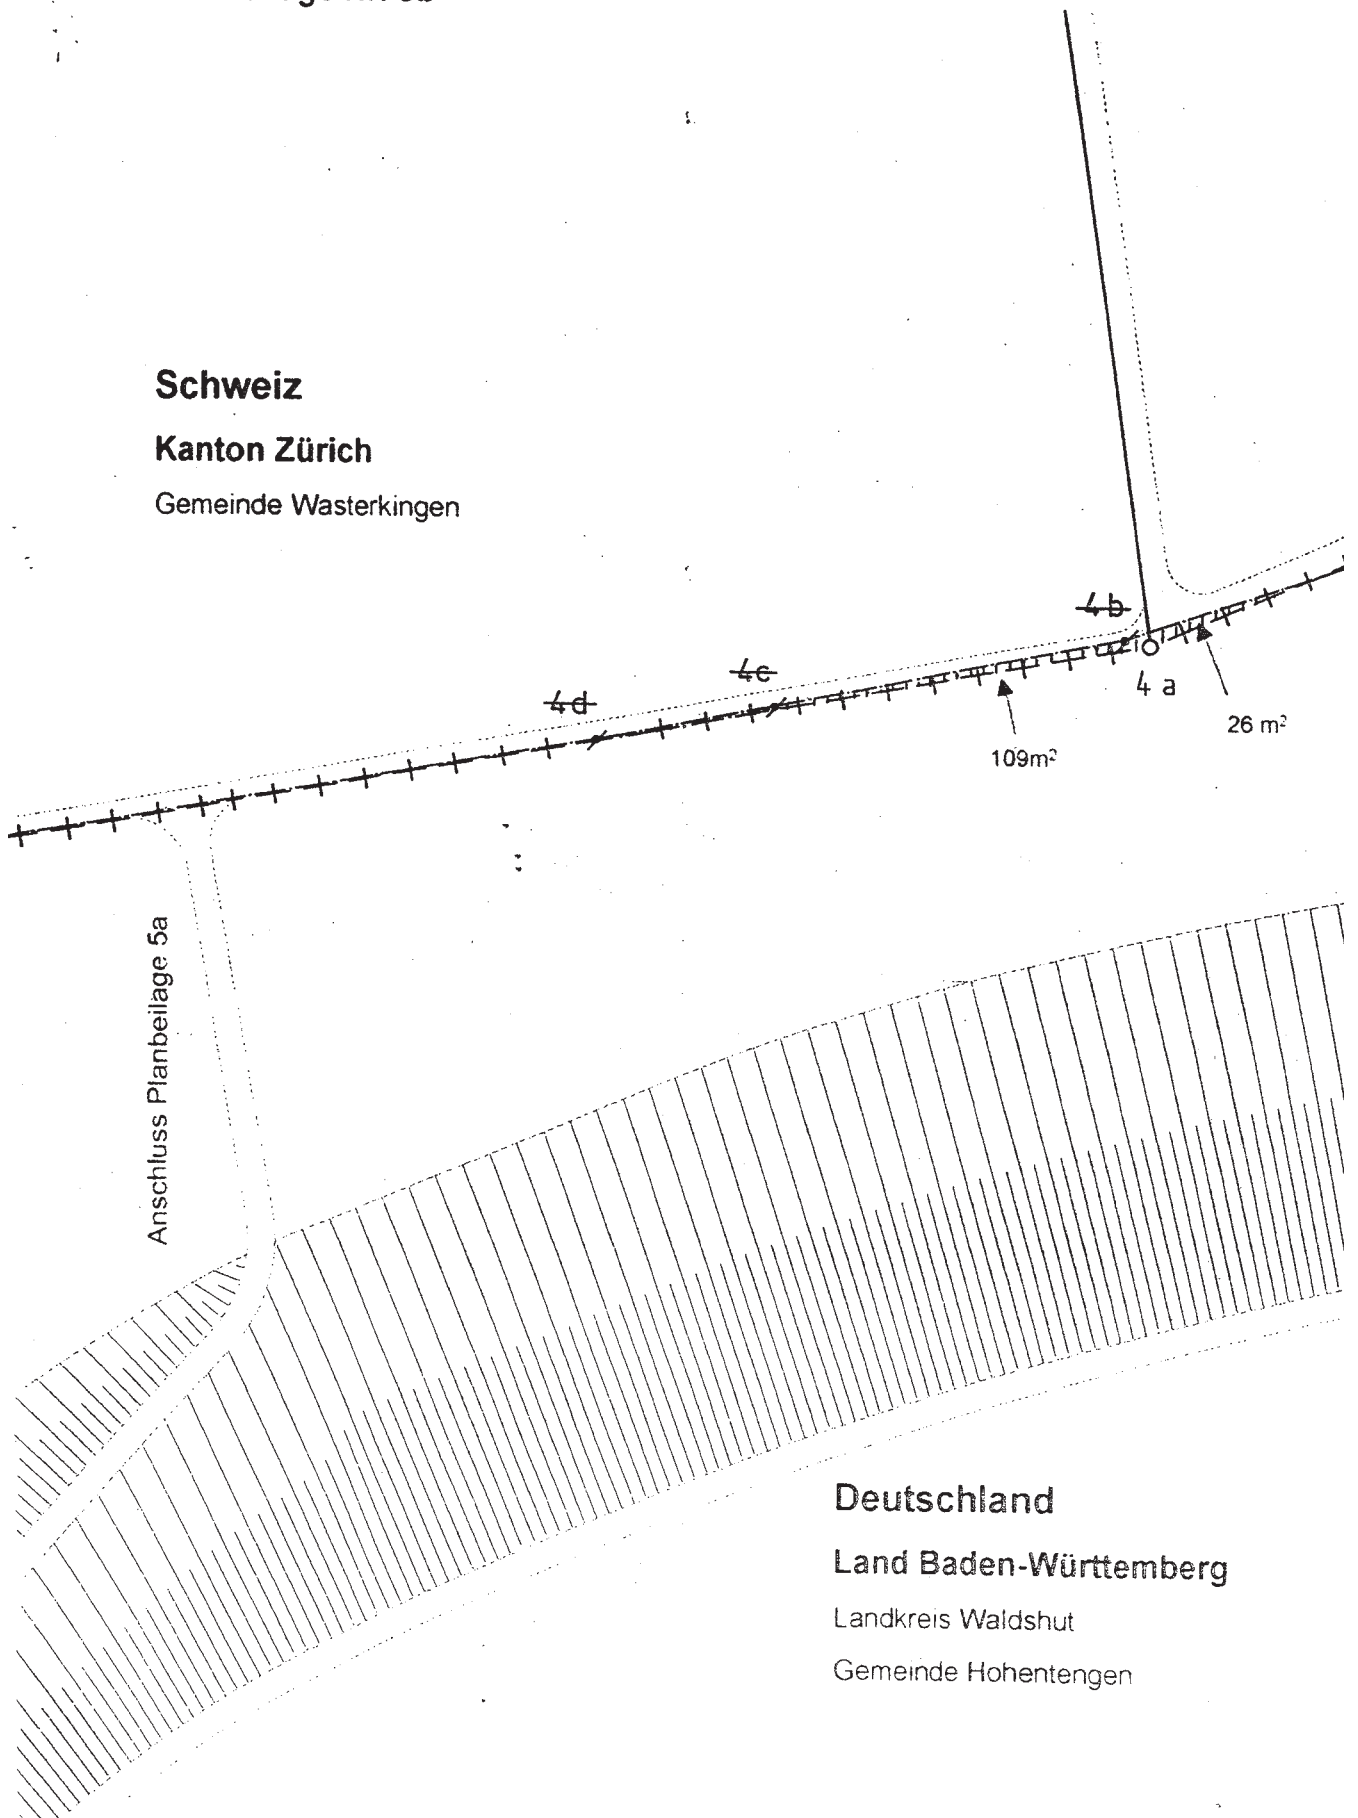 Schweiz
Kanton Zürich
Gemeinde Wasterkingen
4b
4c
4d
4 a
26 m²
109m²
Anschluss Planbeilage 5a
Deutschland
Land Baden-Württemberg
Landkreis Waldshut
Gemeinde Hohentengen